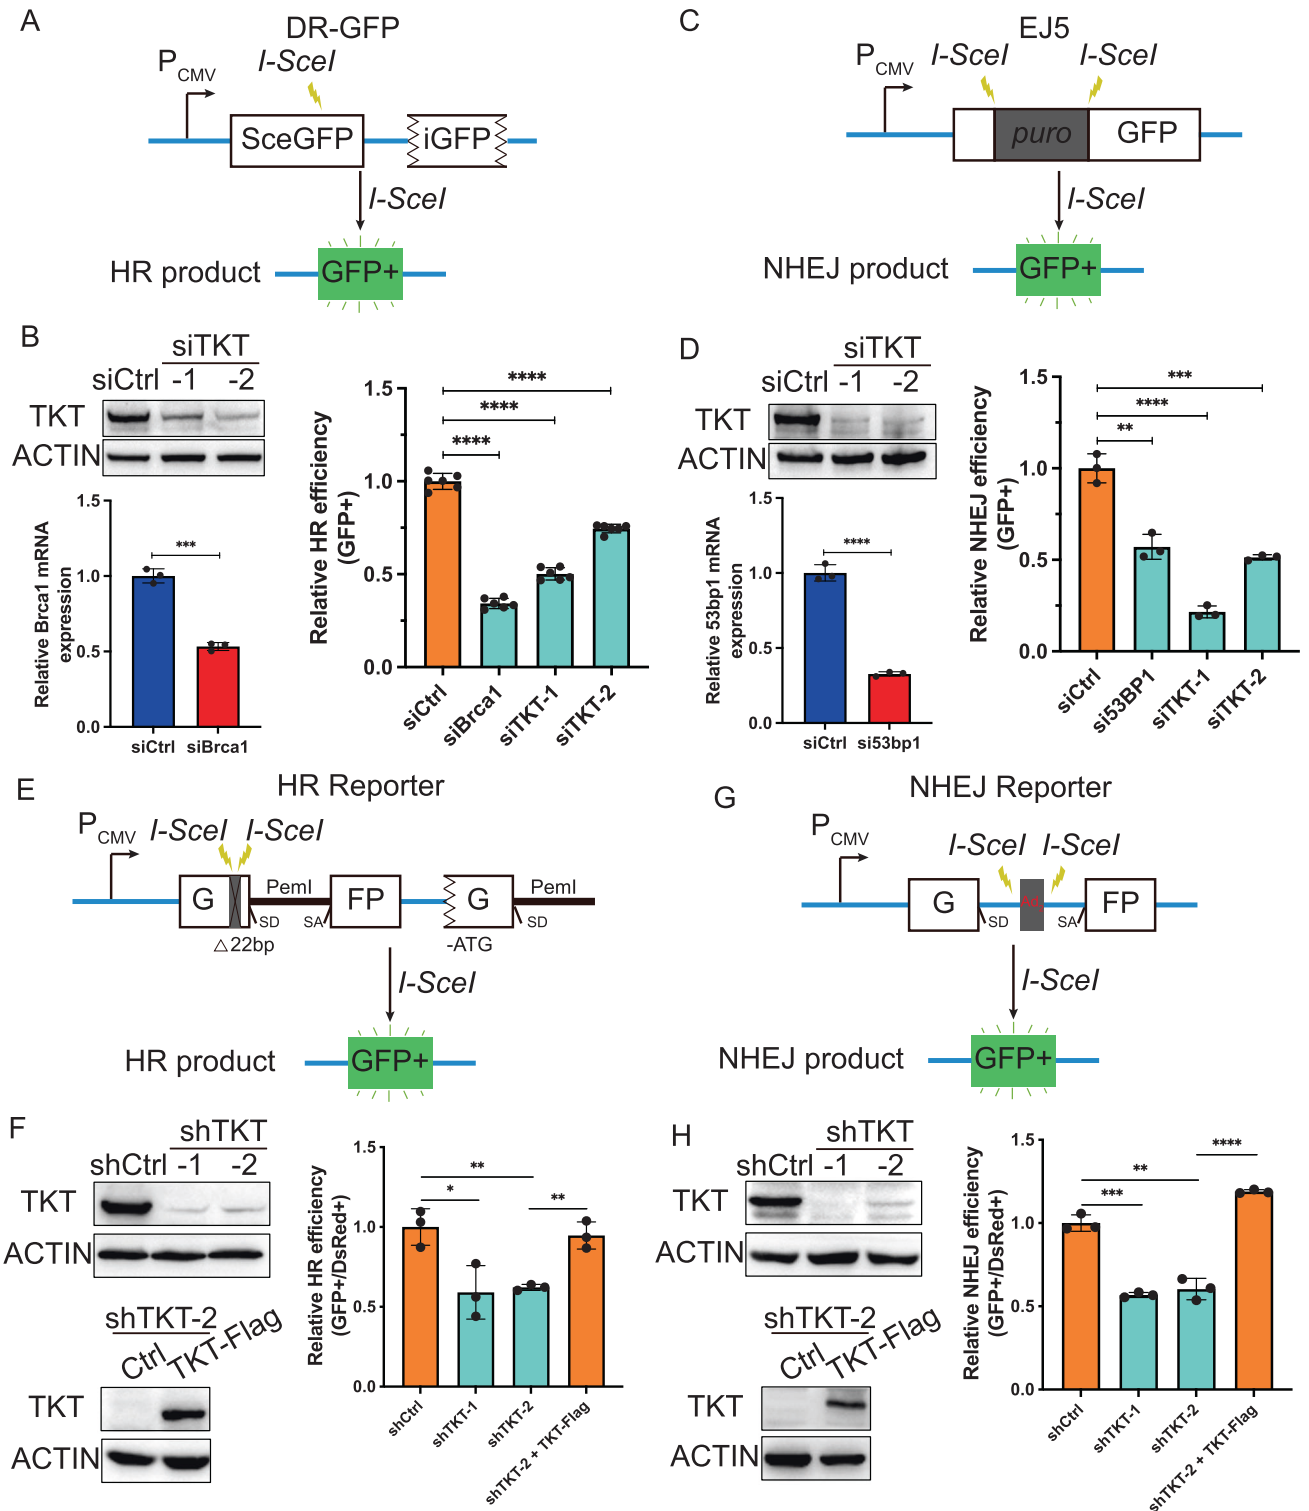 A
DR-GFP
I-SceI
PCMV
SceGFP
iGFP
I-SceI
HR product
GFP+
C
EJ5
I-SceI
I-SceI
PCMV
puro
GFP
I-SceI
NHEJ product
GFP+
B
siTKT
siCtrl -1 -2
TKT
ACTIN
Relative Brca1 mRNA
expression
1.5
1.0
0.5
0.0
***
siCtrl siBrca1
Relative HR efficiency
(GFP+)
1.5
1.0
0.5
0.0
****
****
****
siCtrl
siBrca1
siTKT-1
siTKT-2
D
siTKT
siCtrl -1 -2
TKT
ACTIN
Relative 53bp1 mRNA
expression
1.5
1.0
0.5
0.0
****
siCtrl si53bp1
Relative NHEJ efficiency
(GFP+)
1.5
1.0
0.5
0.0
***
****
**
siCtrl
si53BP1
siTKT-1
siTKT-2
E
HR Reporter
PCMV
I-SceI I-SceI
G
PemI
FP
G
PemI
SD
SA
SD
△22bp
-ATG
I-SceI
HR product
GFP+
G
NHEJ Reporter
PCMV
I-SceI I-SceI
G
SD
Ad
SA
FP
I-SceI
NHEJ product
GFP+
F
shTKT
shCtrl -1 -2
TKT
ACTIN
shTKT-2
Ctrl
TKT-Flag
TKT
ACTIN
Relative HR efficiency
(GFP+/DsRed+)
1.5
1.0
0.5
0.0
**
*
**
shCtrl
shTKT-1
shTKT-2
shTKT-2 + TKT-Flag
H
shTKT
shCtrl -1 -2
TKT
ACTIN
shTKT-2
Ctrl
TKT-Flag
TKT
ACTIN
Relative NHEJ efficiency
(GFP+/DsRed+)
1.5
1.0
0.5
0.0
****
**
***
shCtrl
shTKT-1
shTKT-2
shTKT-2 + TKT-Flag